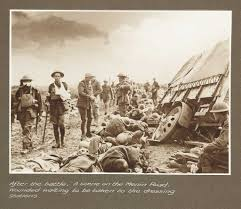 After the battle. A scene on the Menin Road.
Wounded waiting to be taken to the dressing
stations.